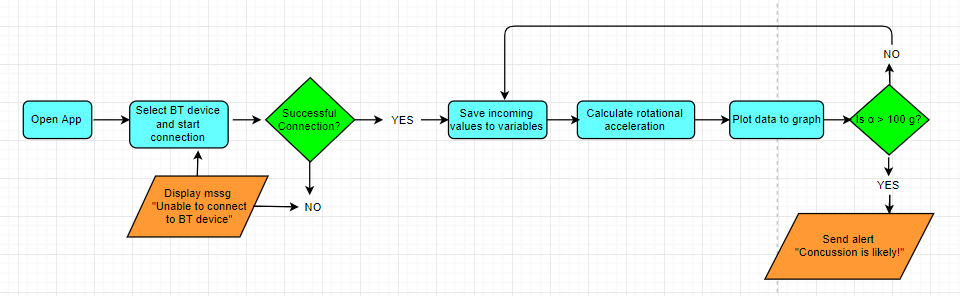 NO
Open App
Select BT device
and start
connection
Successful
Connection?
YES
Save incoming
values to variables
Calculate rotational
acceleration
Plot data to graph
Is α > 100 g?
Display mssg
"Unable to connect
to BT device"
NO
YES
Send alert
"Concussion is likely!"